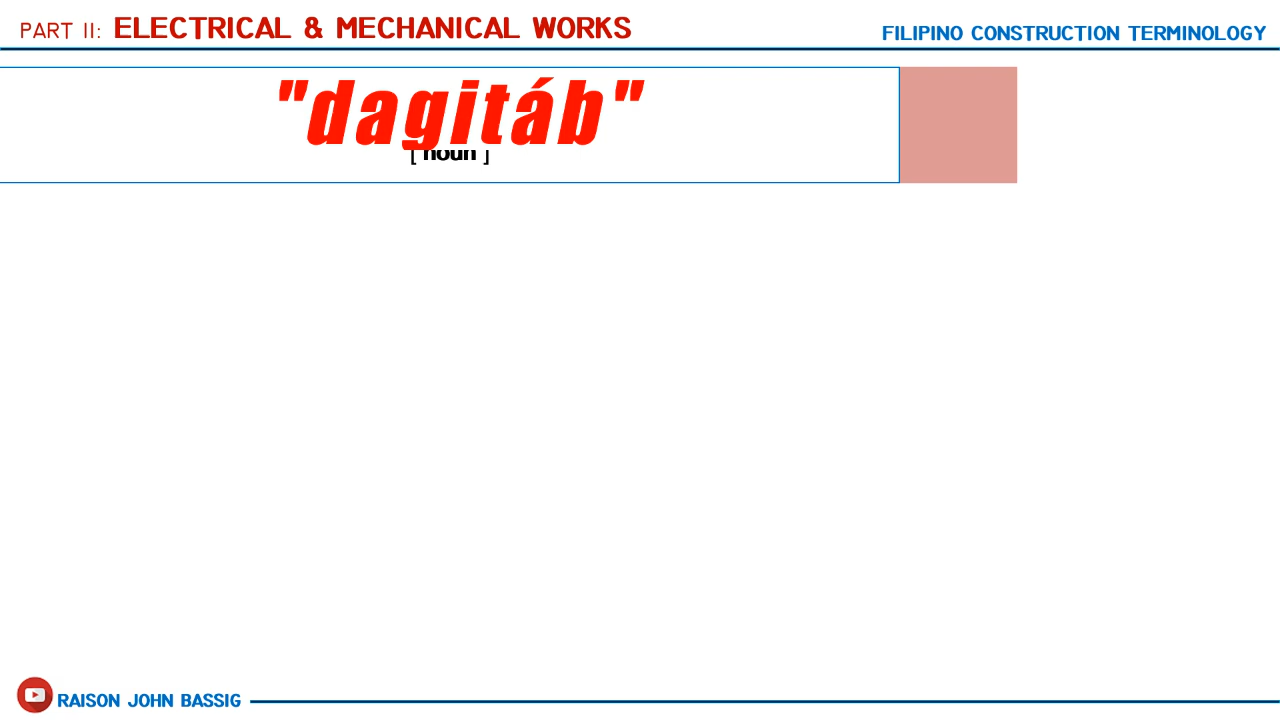 PART II: ELECTRICAL & MECHANICAL WORKS
FILIPINO CONSTRUCTION TERMINOLOGY
"dagitáb"
[ noun ]
RAISON JOHN BASSIG